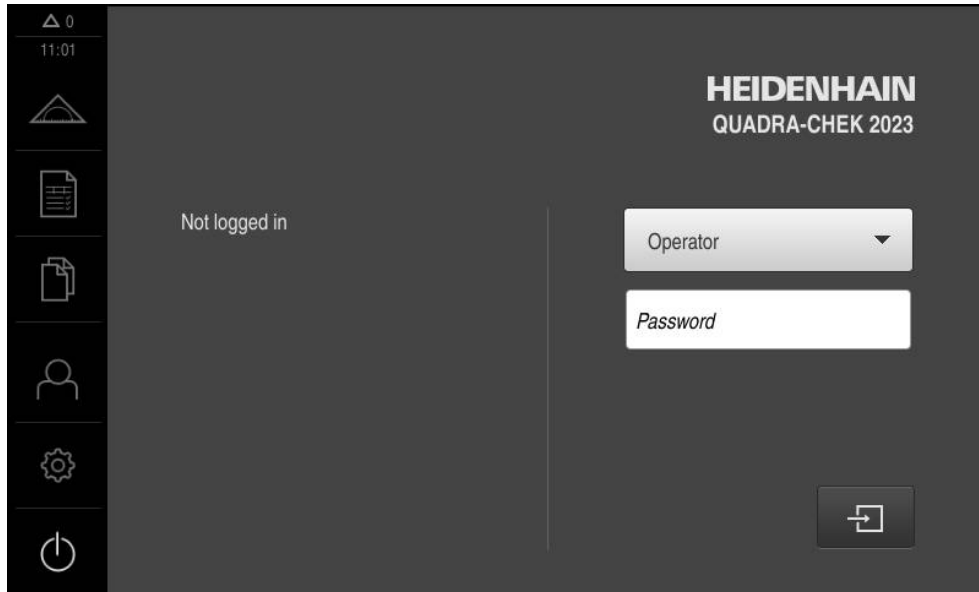 0
11:01
HEIDENHAIN
QUADRA-CHEK 2023
Not logged in
Operator
Password